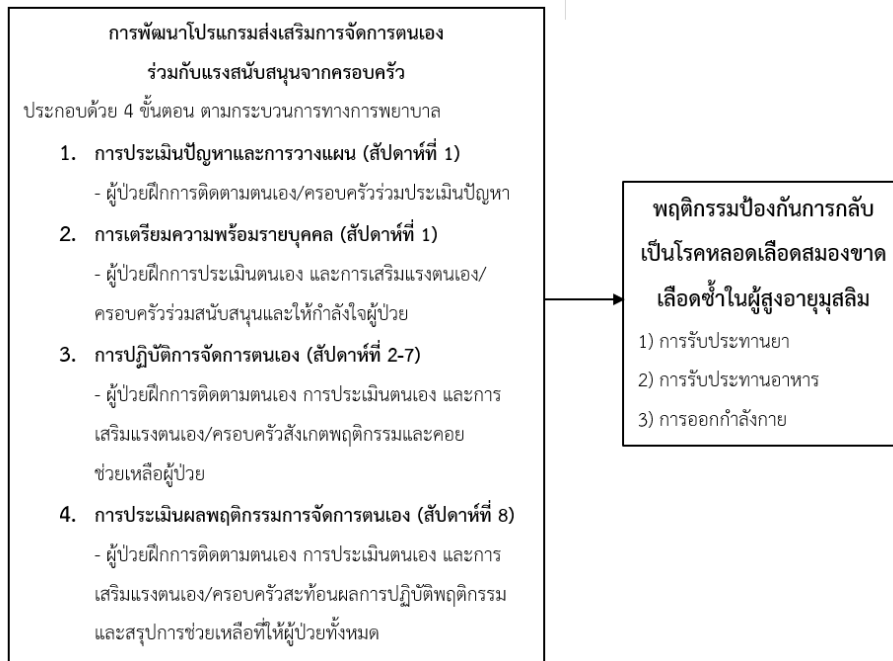 การพัฒนาโปรแกรมส่งเสริมการจัดการตนเอง
ร่วมกับแรงสนับสนุนจากครอบครัว
ประกอบด้วย 4 ขั้นตอน ตามกระบวนการทางการพยาบาล
1. การประเมินปัญหาและการวางแผน (สัปดาห์ที่ 1)
- ผู้ป่วยฝึกการติดตามตนเอง/ครอบครัวร่วมประเมินปัญหา
2. การเตรียมความพร้อมรายบุคคล (สัปดาห์ที่ 1)
- ผู้ป่วยฝึกการประเมินตนเอง และการเสริมแรงตนเอง/
ครอบครัวร่วมสนับสนุนและให้กำลังใจผู้ป่วย
3. การปฏิบัติการจัดการตนเอง (สัปดาห์ที่ 2-7)
- ผู้ป่วยฝึกการติดตามตนเอง การประเมินตนเอง และการ
เสริมแรงตนเอง/ครอบครัวสังเกตพฤติกรรมและคอย
ช่วยเหลือผู้ป่วย
4. การประเมินผลพฤติกรรมการจัดการตนเอง (สัปดาห์ที่ 8)
- ผู้ป่วยฝึกการติดตามตนเอง การประเมินตนเอง และการ
เสริมแรงตนเอง/ครอบครัวสะท้อนผลการปฏิบัติพฤติกรรม
และสรุปการช่วยเหลือที่ให้ผู้ป่วยทั้งหมด
พฤติกรรมป้องกันการกลับ
เป็นโรคหลอดเลือดสมองขาด
เลือดซ้ำในผู้สูงอายุมุสลิม
1) การรับประทานยา
2) การรับประทานอาหาร
3) การออกกำลังกาย